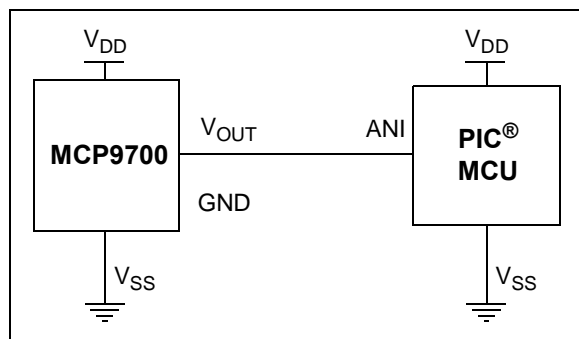 VDD
VDD
MCP9700
VOUT
ANI
PIC®
MCU
GND
VSS
VSS